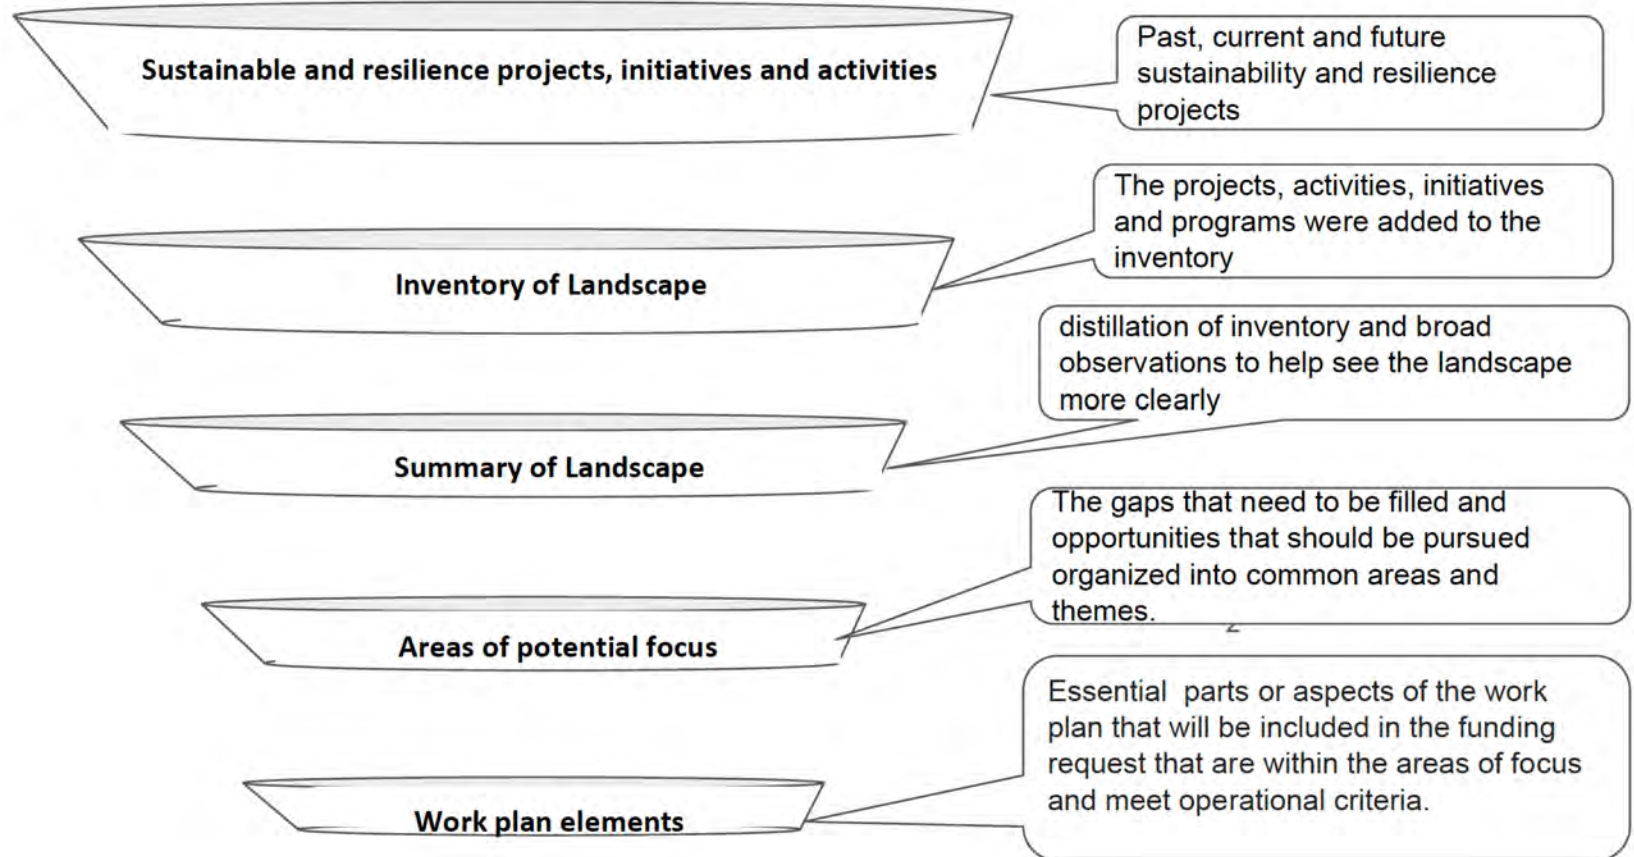 Sustainable and resilience projects, initiatives and activities
Past, current and future
sustainability and resilience
projects
Inventory of Landscape
The projects, activities, initiatives
and programs were added to the
inventory
Summary of Landscape
distillation of inventory and broad
observations to help see the landscape
more clearly
Areas of potential focus
The gaps that need to be filled and
opportunities that should be pursued
organized into common areas and
themes.
Work plan elements
Essential parts or aspects of the work
plan that will be included in the funding
request that are within the areas of focus
and meet operational criteria.